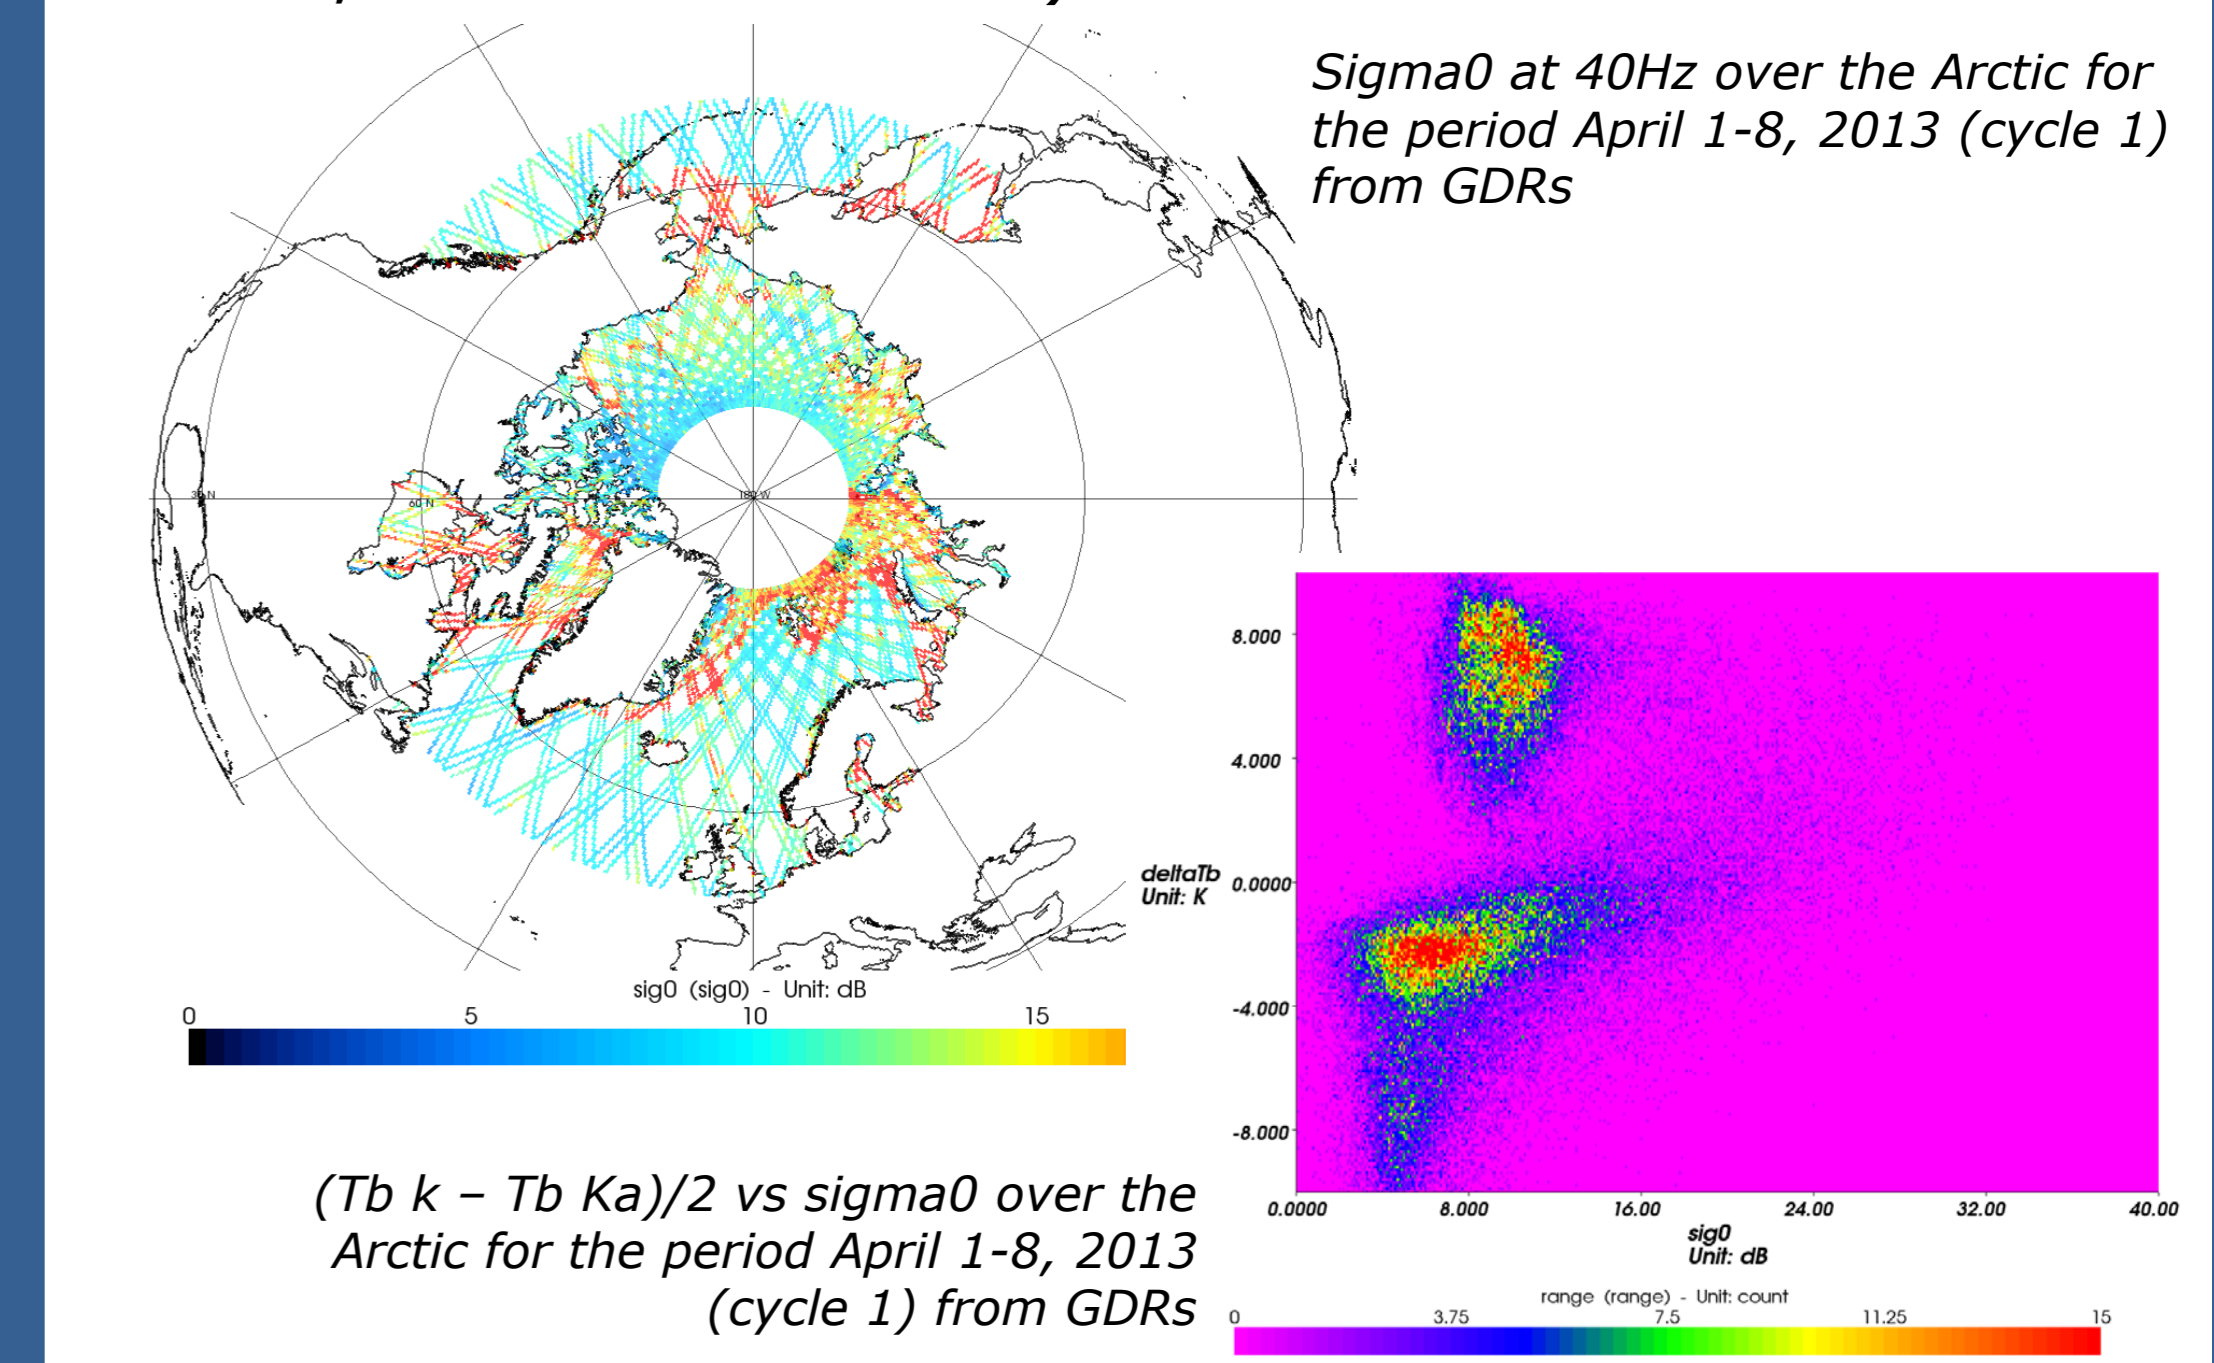 Sigma0 at 40Hz over the Arctic for
the period April 1-8, 2013 (cycle 1)
from GDRs
60 N
sig0 (sig0) - Unit: dB
0 5 10 15
8.000
4.000
deltaTb
Unit: K
0.0000
-4.000
-8.000
0.0000 8.000 16.00 24.00 32.00 40.00
sig0
Unit: dB
(Tb k – Tb Ka)/2 vs sigma0 over the
Arctic for the period April 1-8, 2013
(cycle 1) from GDRs
range (range) - Unit: count
0 3.75 7.5 11.25 15